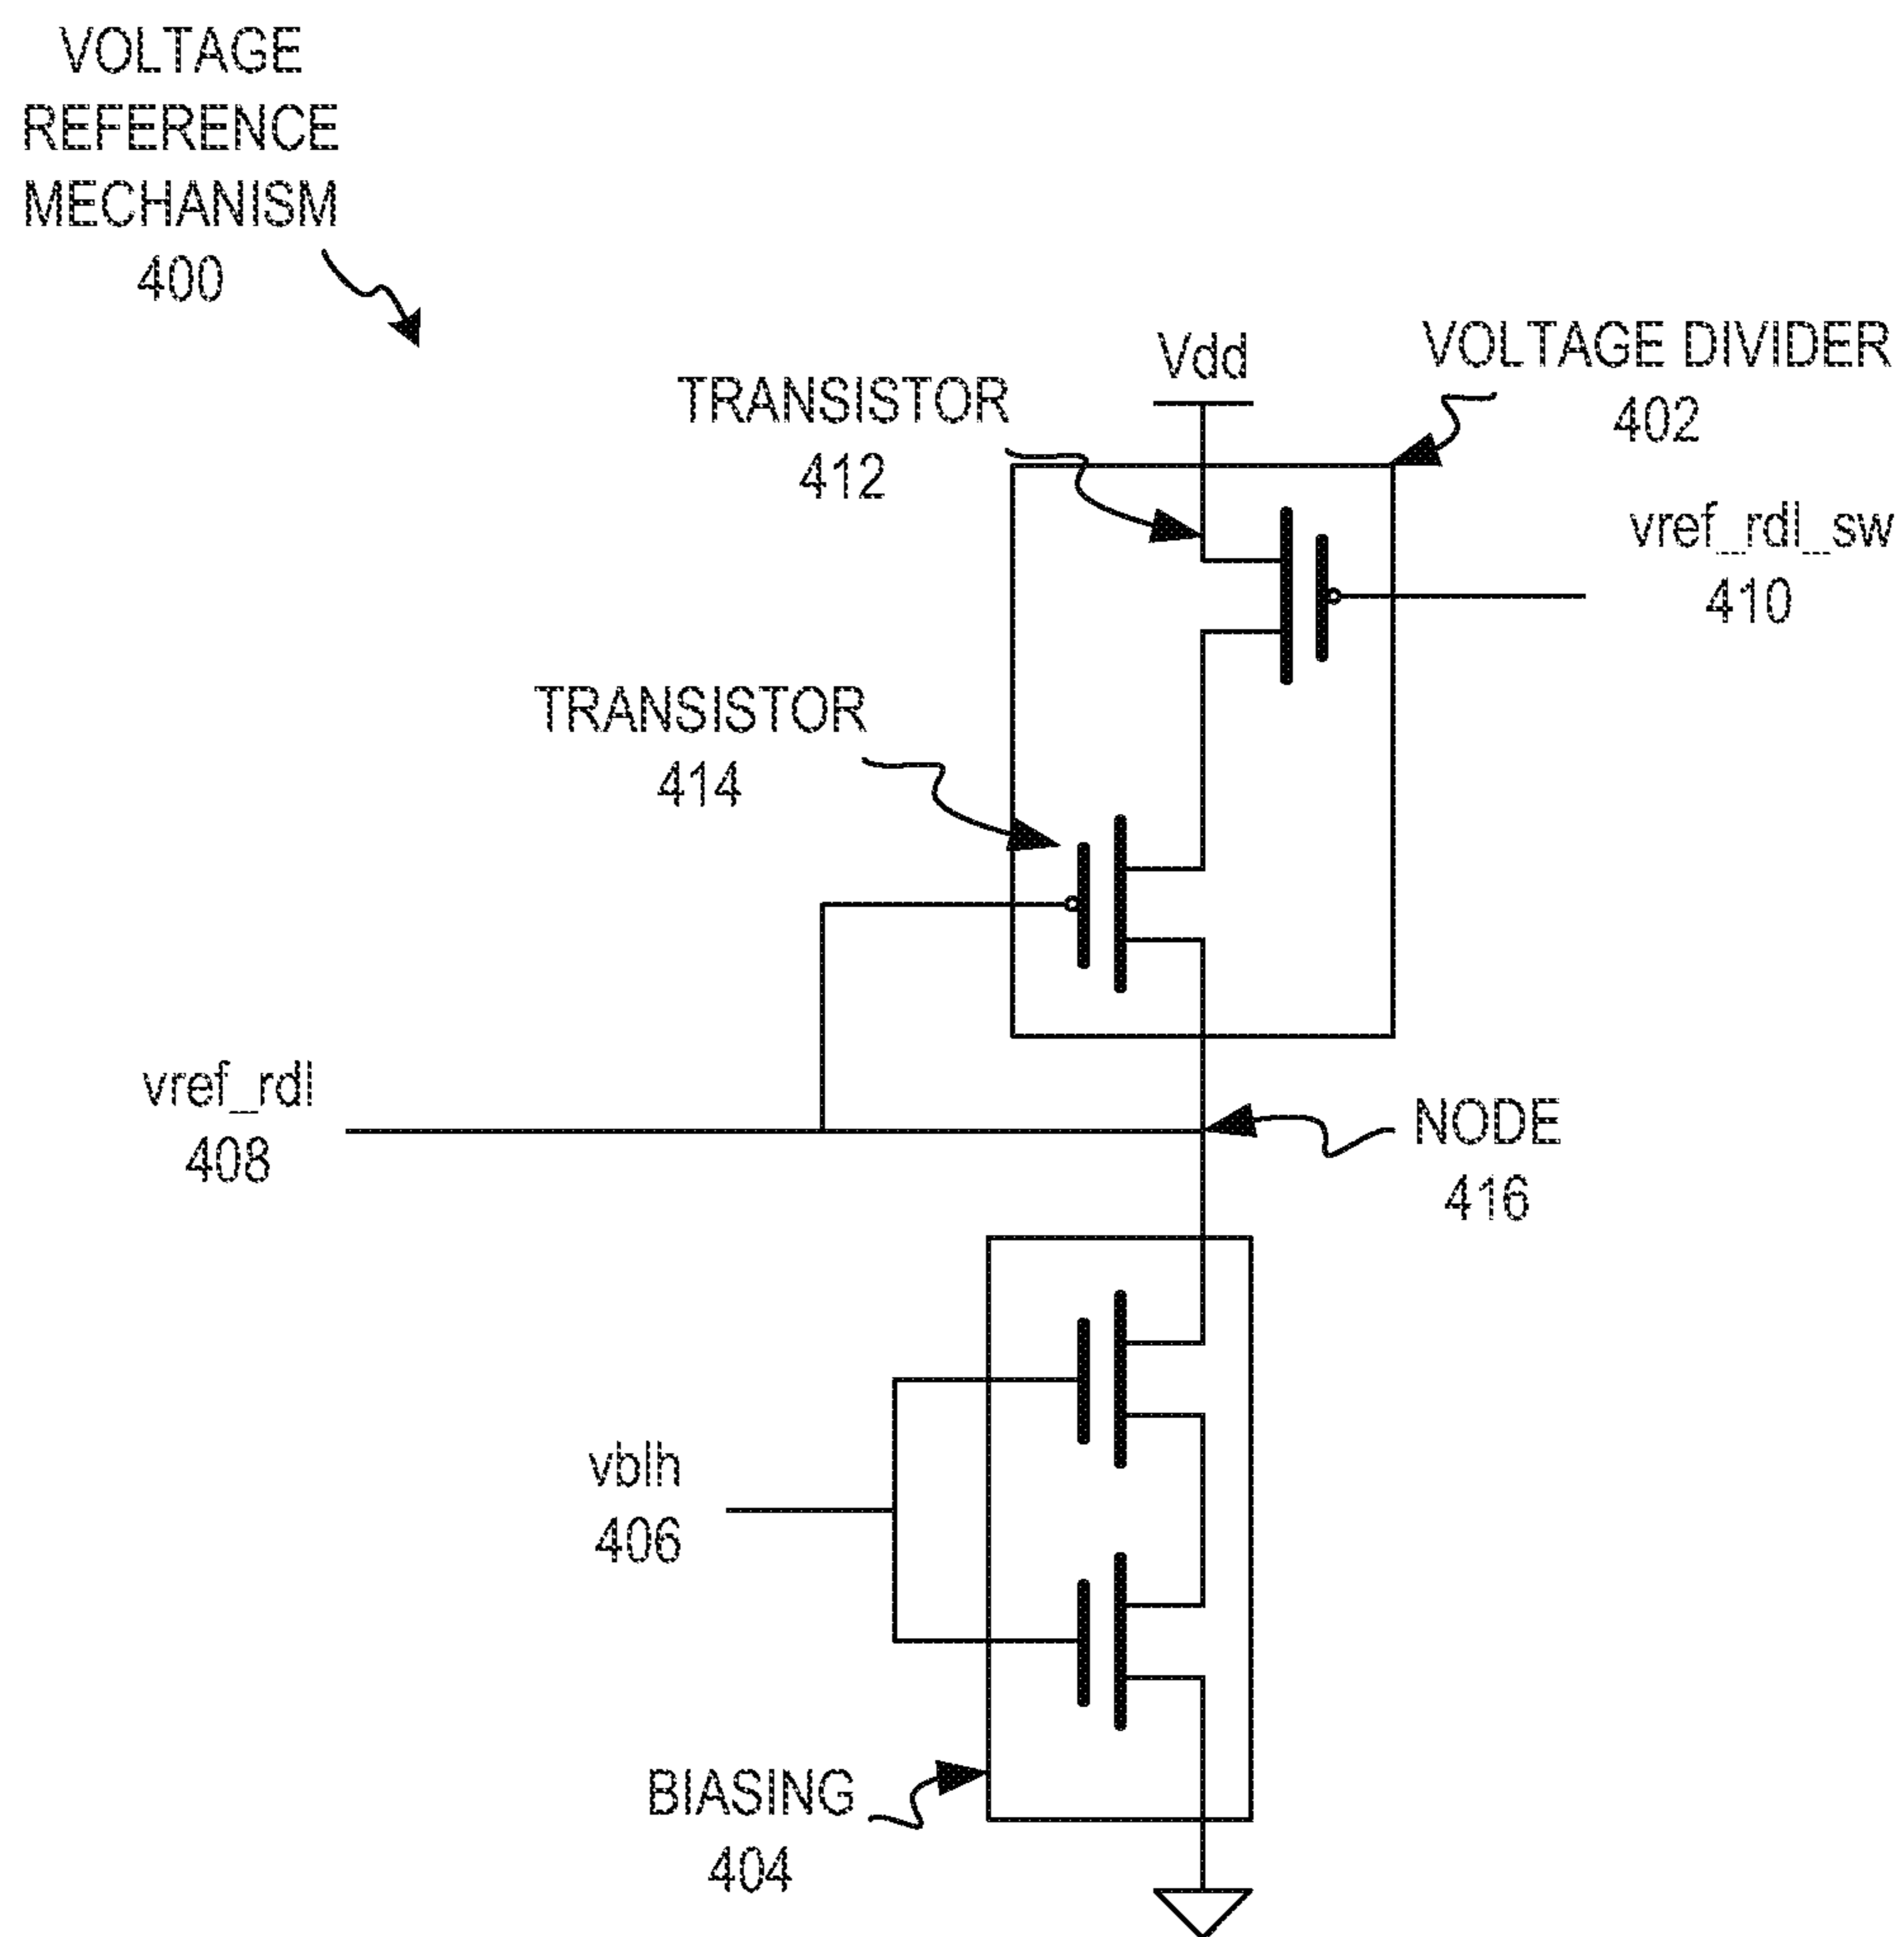 VOLTAGE
REFERENCE
MECHANISM
400
Vdd
VOLTAGE DIVIDER
402
TRANSISTOR
412
vref_rdl_sw
410
TRANSISTOR
414
vref_rdl
408
NODE
416
vblh
406
BIASING
404